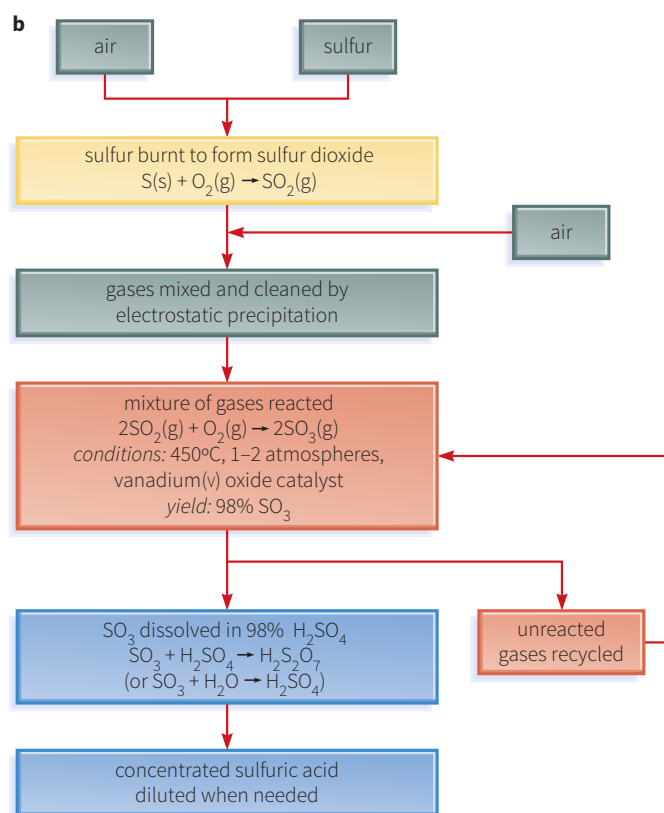 b
air
sulfur
sulfur burnt to form sulfur dioxide
S(s) + O₂(g) → SO₂(g)
air
gases mixed and cleaned by
electrostatic precipitation
mixture of gases reacted
2SO₂(g) + O₂(g) → 2SO₃(g)
conditions: 450ºC, 1–2 atmospheres,
vanadium(V) oxide catalyst
yield: 98% SO₃
SO₃ dissolved in 98% H₂SO₄
SO₃ + H₂SO₄ → H₂S₂O₇
(or SO₃ + H₂O → H₂SO₄)
unreacted
gases recycled
concentrated sulfuric acid
diluted when needed